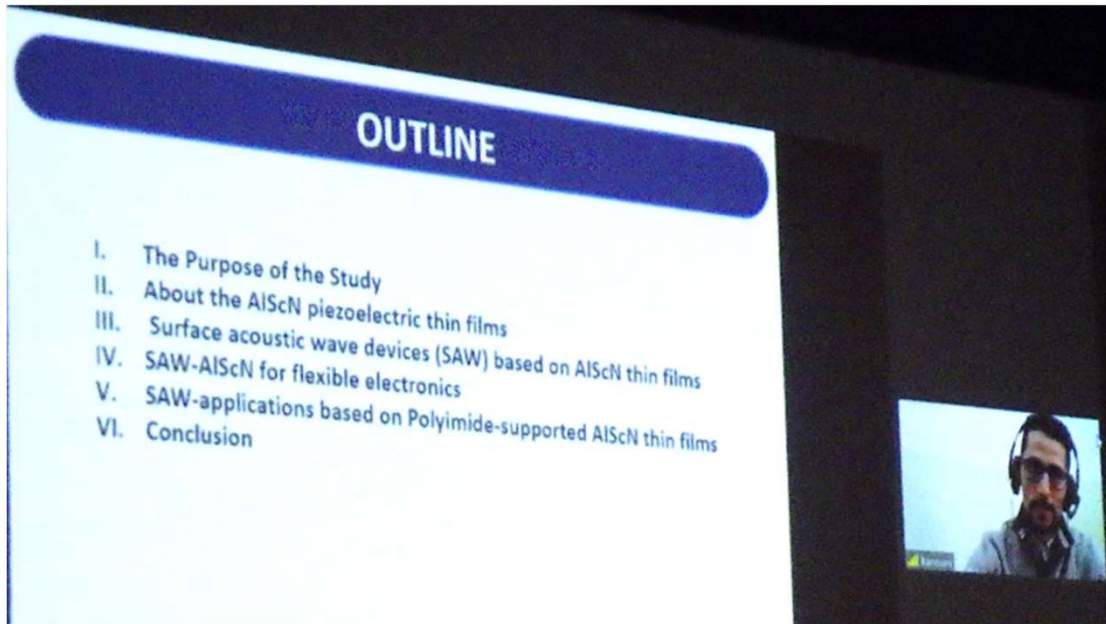 OUTLINE
I. The Purpose of the Study
II. About the AlScN piezoelectric thin films
III. Surface acoustic wave devices (SAW) based on AlScN thin films
IV. SAW-AlScN for flexible electronics
V. SAW-applications based on Polyimide-supported AlScN thin films
VI. Conclusion